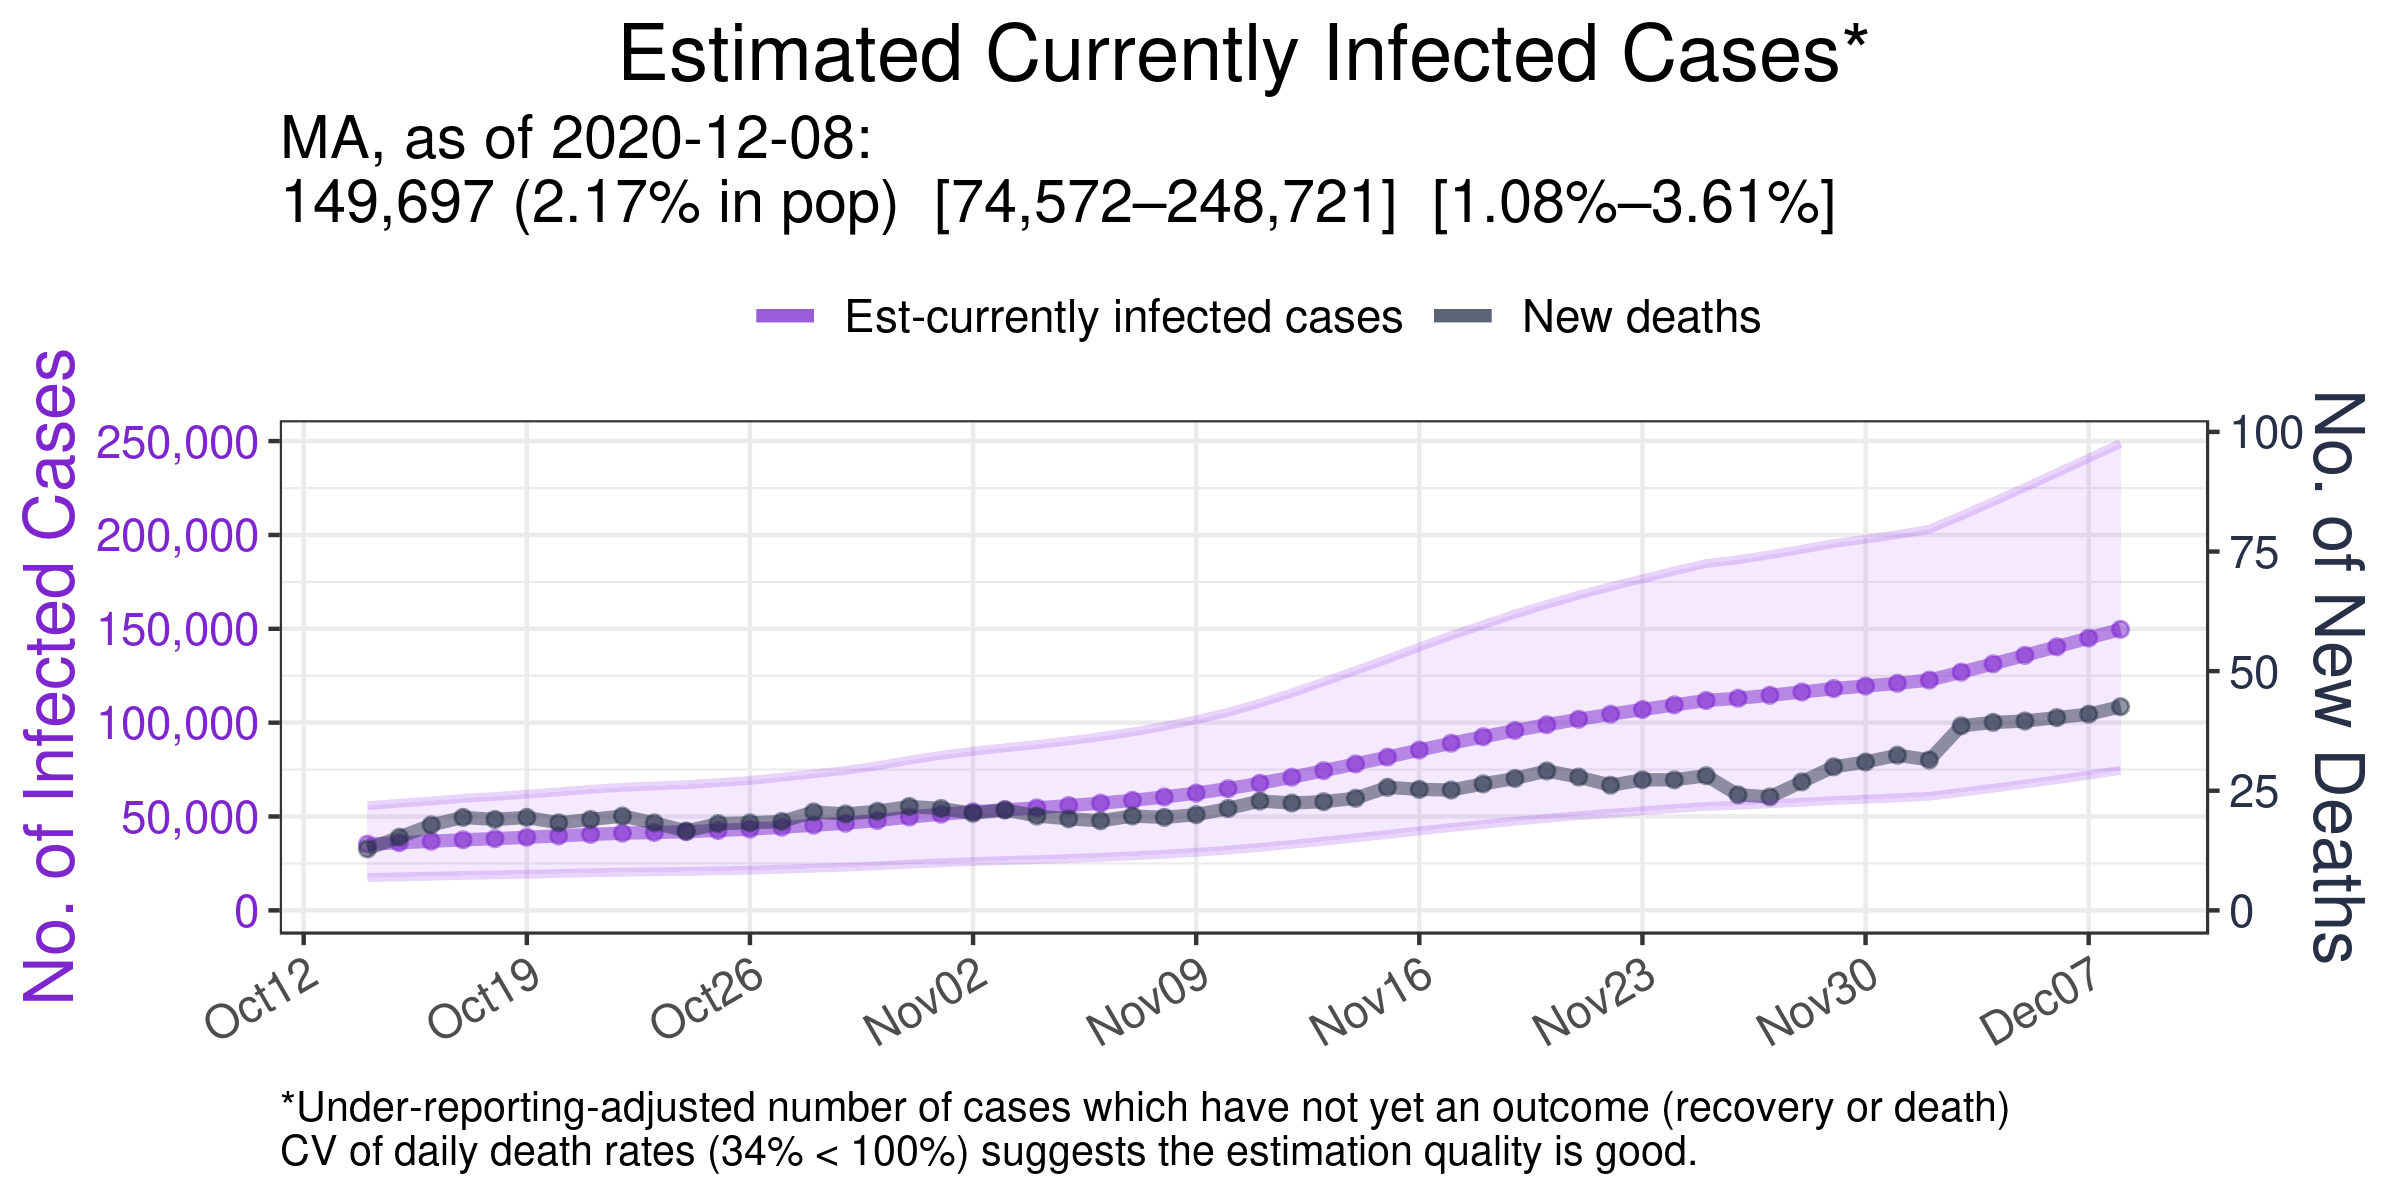 Estimated Currently Infected Cases*
MA, as of 2020-12-08:
149,697 (2.17% in pop)  [74,572–248,721]  [1.08%–3.61%]
Est-currently infected cases
New deaths
No. of Infected Cases
250,000
200,000
150,000
100,000
50,000
0
100
75
50
25
0
No. of New Deaths
Oct12
Oct19
Oct26
Nov02
Nov09
Nov16
Nov23
Nov30
Dec07
*Under-reporting-adjusted number of cases which have not yet an outcome (recovery or death)
CV of daily death rates (34% < 100%) suggests the estimation quality is good.